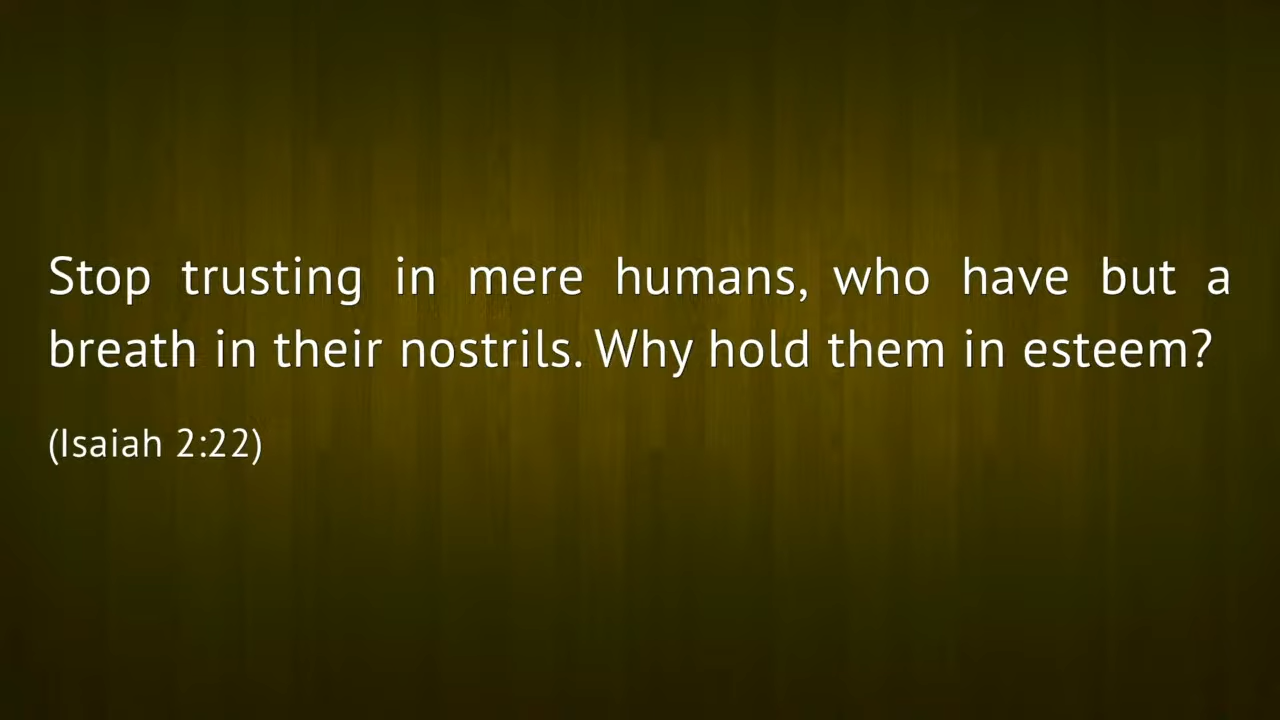 Stop trusting in mere humans, who have but a
breath in their nostrils. Why hold them in esteem?
(Isaiah 2:22)